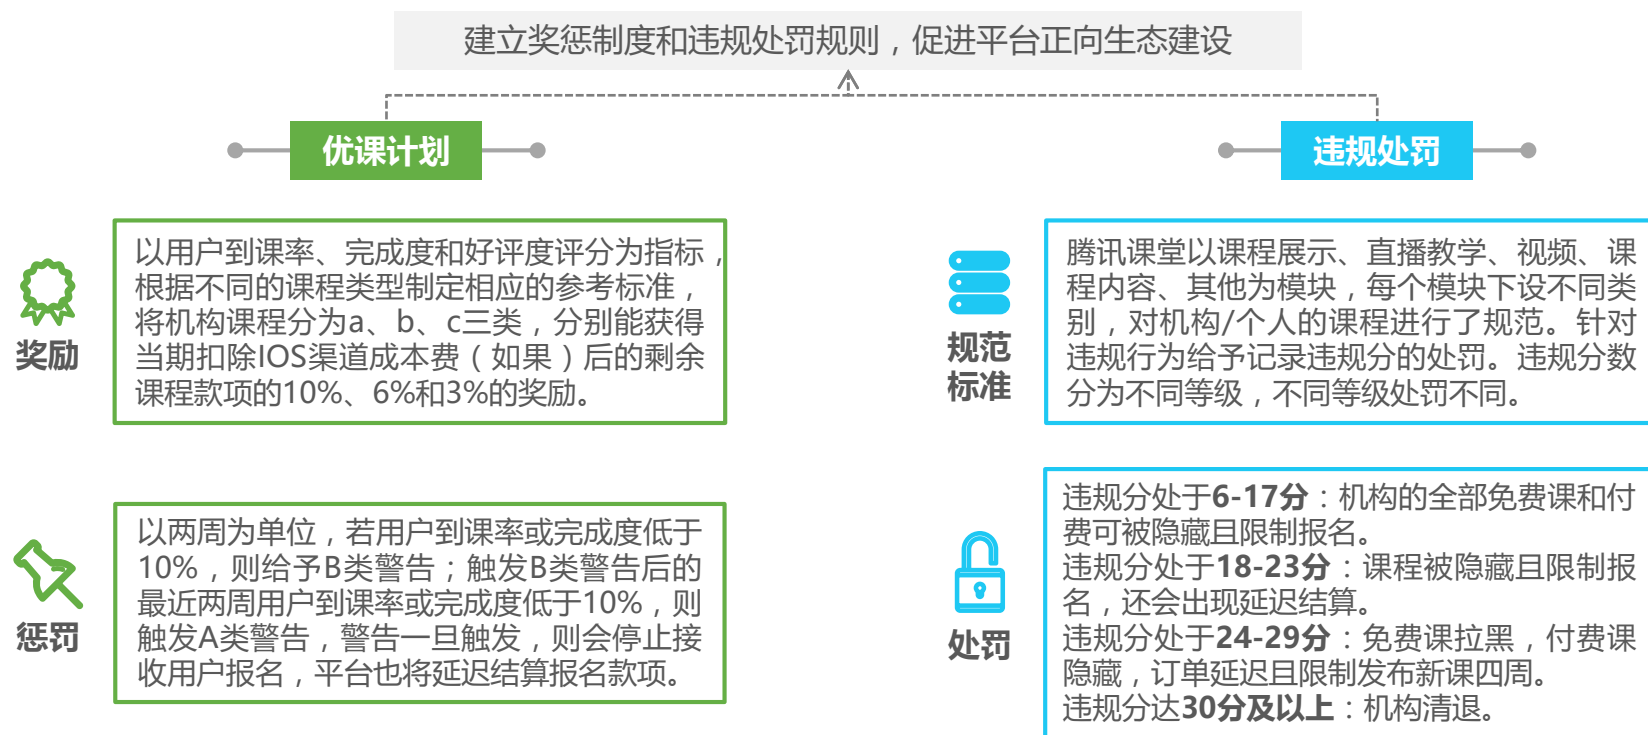 建立奖惩制度和违规处罚规则，促进平台正向生态建设
优课计划
奖励
以用户到课率、完成度和好评度评分为指标，
根据不同的课程类型制定相应的参考标准，
将机构课程分为a、b、c三类，分别能获得
当期扣除IOS渠道成本费（如果）后的剩余
课程款项的10%、6%和3%的奖励。
惩罚
以两周为单位，若用户到课率或完成度低于
10%，则给予B类警告；触发B类警告后的
最近两周用户到课率或完成度低于10%，则
触发A类警告，警告一旦触发，则会停止接
收用户报名，平台也将延迟结算报名款项。
违规处罚
规范
标准
腾讯课堂以课程展示、直播教学、视频、课
程内容、其他为模块，每个模块下设不同类
别，对机构/个人的课程进行了规范。针对
违规行为给予记录违规分的处罚。违规分数
分为不同等级，不同等级处罚不同。
处罚
违规分处于6-17分：机构的全部免费课和付
费可被隐藏且限制报名。
违规分处于18-23分：课程被隐藏且限制报
名，还会出现延迟结算。
违规分处于24-29分：免费课拉黑，付费课
隐藏，订单延迟且限制发布新课四周。
违规分达30分及以上：机构清退。